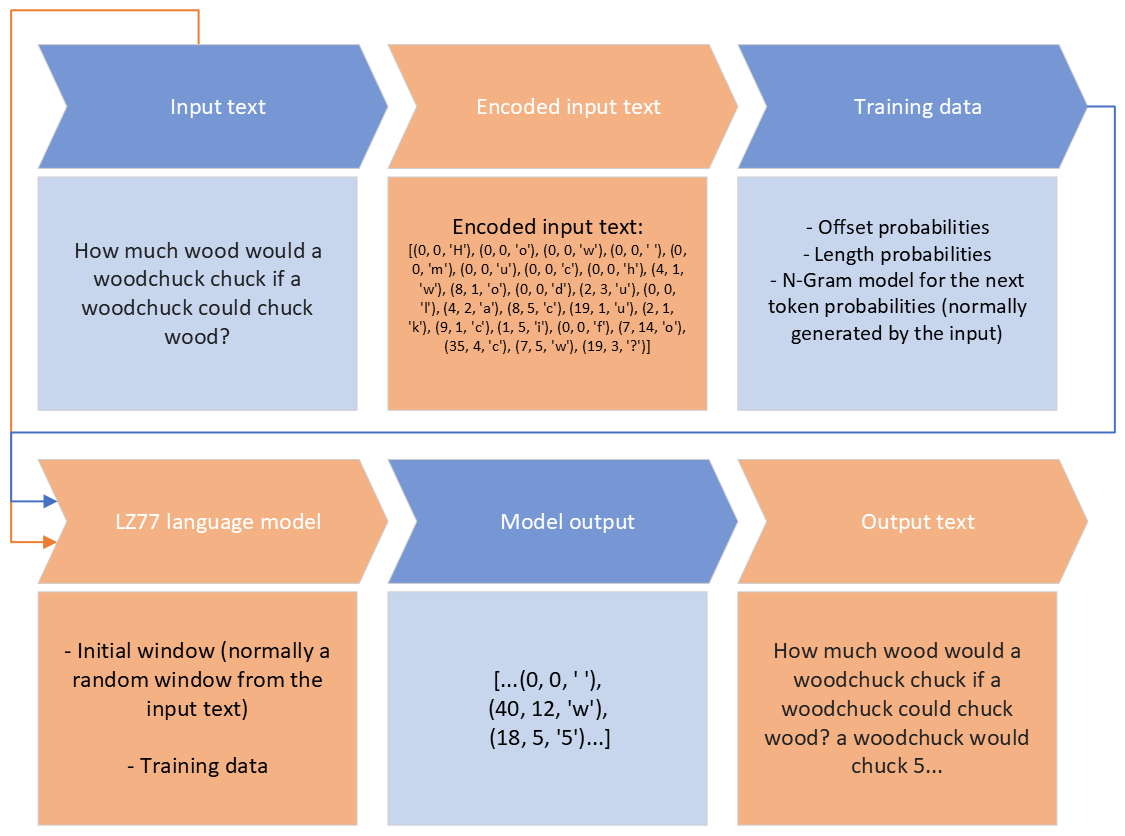 Input text
Encoded input text
Training data
How much wood would a
woodchuck chuck if a
woodchuck could chuck
wood?
Encoded input text:
[(0, 0, 'H'), (0, 0, 'o'), (0, 0, 'w'), (0, 0, ' '), (0,
0, 'm'), (0, 0, 'u'), (0, 0, 'c'), (0, 0, 'h'), (4, 1,
'w'), (8, 1, 'o'), (0, 0, 'd'), (2, 3, 'u'), (0, 0,
'l'), (4, 2, 'a'), (8, 5, 'c'), (19, 1, 'u'), (2, 1,
'k'), (9, 1, 'c'), (1, 5, 'i'), (0, 0, 'f'), (7, 14, 'o'),
(35, 4, 'c'), (7, 5, 'w'), (19, 3, '?')]
- Offset probabilities
- Length probabilities
- N-Gram model for the next
token probabilities (normally
generated by the input)
LZ77 language model
Model output
Output text
- Initial window (normally a
random window from the
input text)
- Training data
[...(0, 0, ' '),
(40, 12, 'w'),
(18, 5, '5')...]
How much wood would a
woodchuck chuck if a
woodchuck could chuck
wood? a woodchuck would
chuck 5...